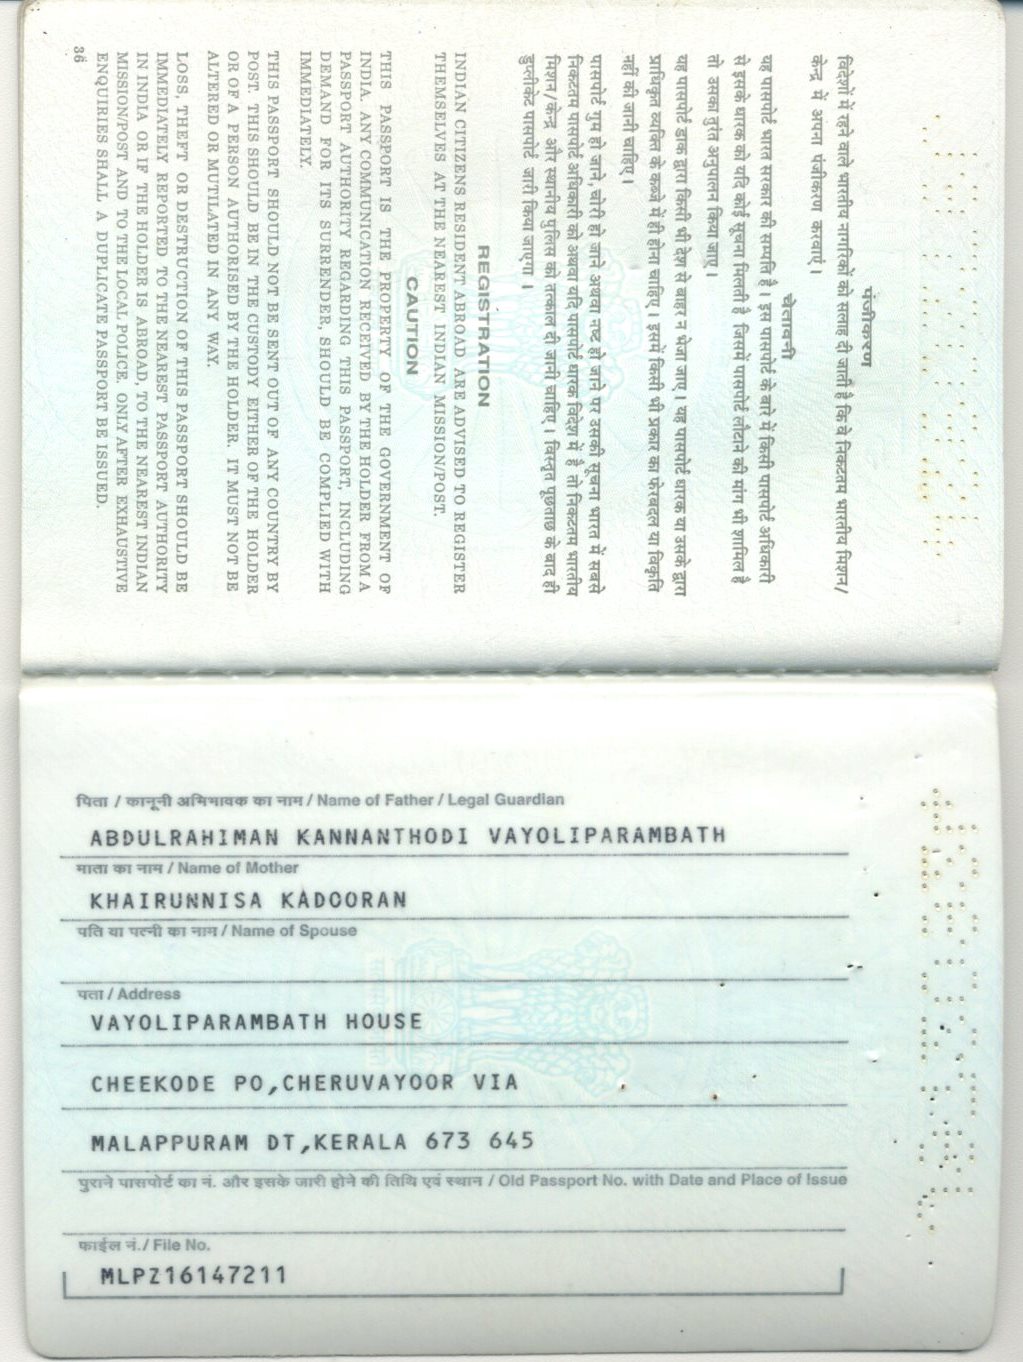 पंजीकरण
विदेशों में रहने वाले भारतीय नागरिकों को सलाह दी जाती है कि वे निकटतम भारतीय मिशन/
केन्द्र में अपना पंजीकरण करवाएं ।
चेतावनी
यह पासपोर्ट भारत सरकार की सम्पति है । इस पासपोर्ट के बारे में किसी पासपोर्ट अधिकारी
से इसके धारक को यदि कोई सूचना मिलती है जिसमें पासपोर्ट लौटाने की मांग भी शामिल है
तो उसका तुरंत अनुपालन किया जाए ।
यह पासपोर्ट डाक द्वारा किसी भी देश से बाहर न भेजा जाए । यह पासपोर्ट धारक या उसके द्वारा
प्राधिकृत व्यक्ति के कब्जे में ही होना चाहिए । इसमें किसी भी प्रकार का फेरबदल या विकृति
नहीं की जानी चाहिए ।
पासपोर्ट गुम हो जाने, चोरी हो जाने अथवा नष्ट हो जाने पर उसकी सूचना भारत में सबसे
निकटतम पासपोर्ट अधिकारी को अथवा यदि पासपोर्ट धारक विदेश में है तो निकटतम भारतीय
मिशन/केन्द्र और स्थानीय पुलिस को तत्काल दी जानी चाहिए । विस्तृत पूछताछ के बाद ही
डुप्लीकेट पासपोर्ट जारी किया जाएगा ।
REGISTRATION
INDIAN CITIZENS RESIDENT ABROAD ARE ADVISED TO REGISTER
THEMSELVES AT THE NEAREST INDIAN MISSION/POST.
CAUTION
THIS PASSPORT IS THE PROPERTY OF THE GOVERNMENT OF
INDIA. ANY COMMUNICATION RECEIVED BY THE HOLDER FROM A
PASSPORT AUTHORITY REGARDING THIS PASSPORT, INCLUDING
DEMAND FOR ITS SURRENDER, SHOULD BE COMPLIED WITH
IMMEDIATELY.
THIS PASSPORT SHOULD NOT BE SENT OUT OF ANY COUNTRY BY
POST. THIS SHOULD BE IN THE CUSTODY EITHER OF THE HOLDER
OR OF A PERSON AUTHORISED BY THE HOLDER. IT MUST NOT BE
ALTERED OR MUTILATED IN ANY WAY.
LOSS, THEFT OR DESTRUCTION OF THIS PASSPORT SHOULD BE
IMMEDIATELY REPORTED TO THE NEAREST PASSPORT AUTHORITY
IN INDIA OR IF THE HOLDER IS ABROAD, TO THE NEAREST INDIAN
MISSION/POST AND TO THE LOCAL POLICE. ONLY AFTER EXHAUSTIVE
ENQUIRIES SHALL A DUPLICATE PASSPORT BE ISSUED.
36
पिता / कानूनी अभिभावक का नाम / Name of Father / Legal Guardian
ABDULRAHIMAN KANNANTHODI VAYOLIPARAMBATH
माता का नाम / Name of Mother
KHAIRUNNISA KADOORAN
पति या पत्नी का नाम / Name of Spouse
पता / Address
VAYOLIPARAMBATH HOUSE
CHEEKODE PO,CHERUVAYOOR VIA
MALAPPURAM DT,KERALA 673 645
पुराने पासपोर्ट का नं. और इसके जारी होने की तिथि एवं स्थान / Old Passport No. with Date and Place of Issue
फाईल नं./ File No.
MLPZ16147211